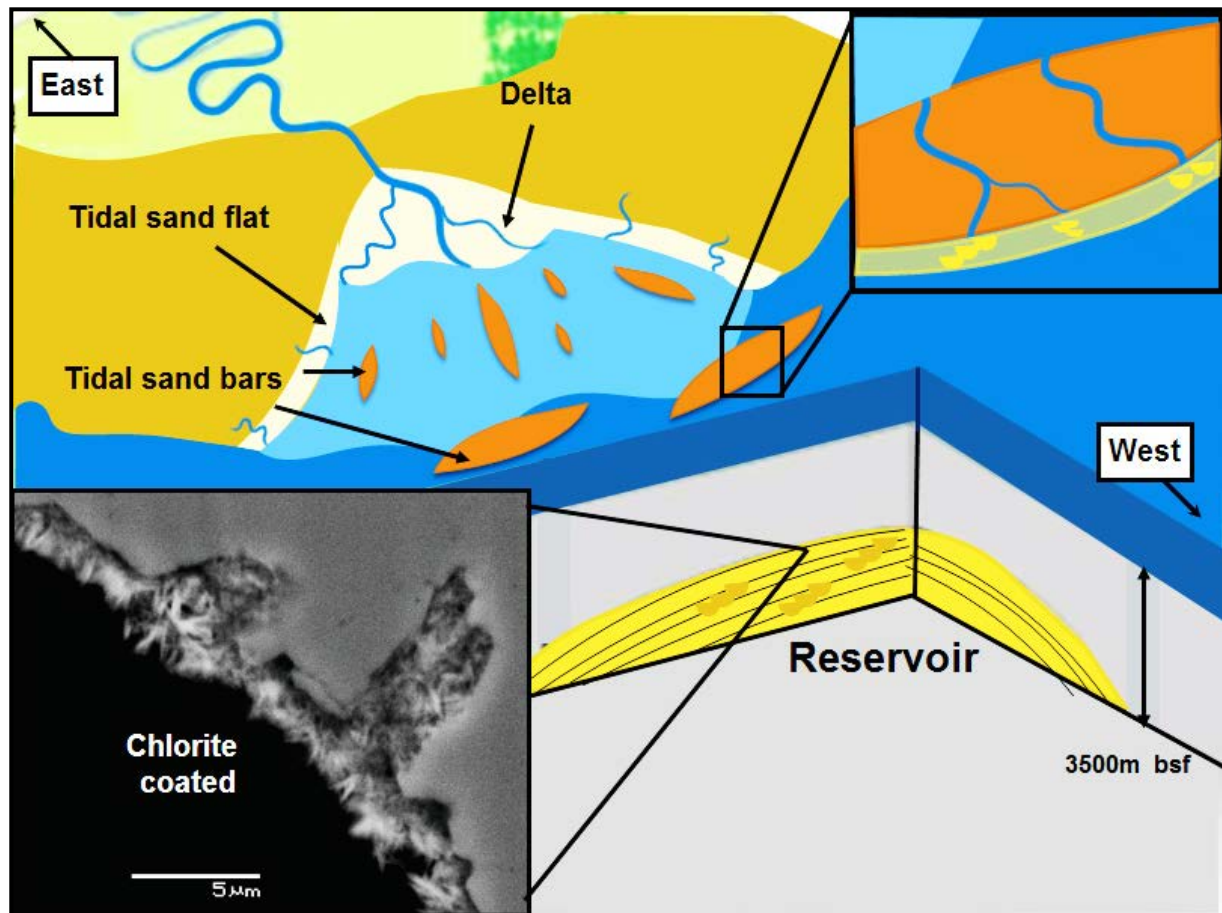 East
Delta
Tidal sand flat
Tidal sand bars
West
Reservoir
3500m bsf
Chlorite
coated
5μm